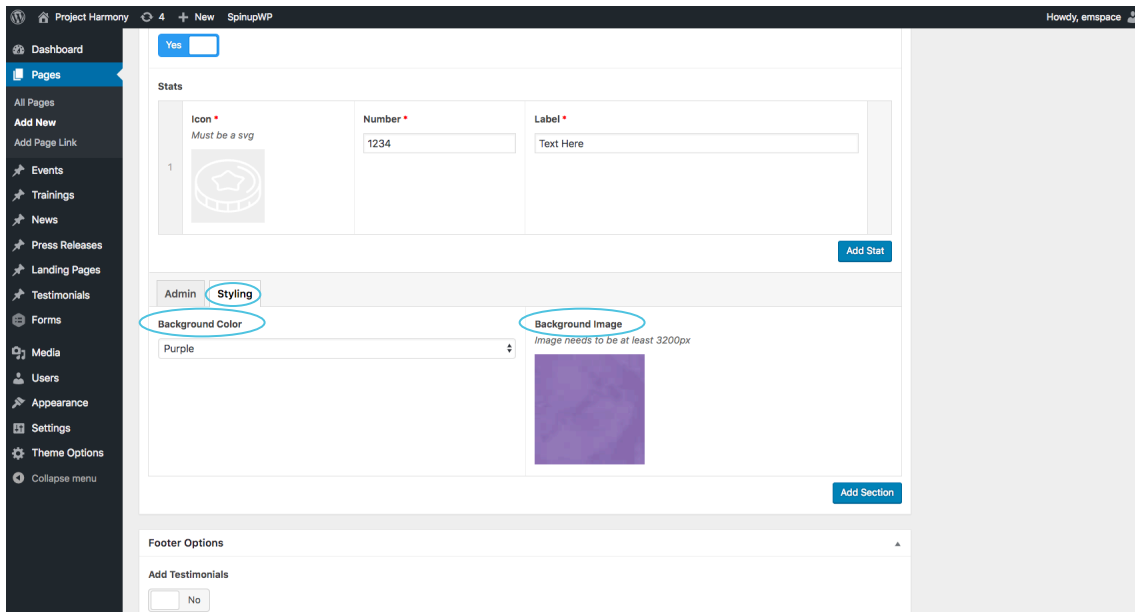 Project Harmony 4 New SpinupWP Howdy, emspace
Dashboard
Pages
All Pages
Add New
Add Page Link
Events
Trainings
News
Press Releases
Landing Pages
Testimonials
Forms
Media
Users
Appearance
Settings
Theme Options
Collapse menu
Yes
Stats
Icon * Number * Label *
Must be a svg
1234 Text Here
1
Add Stat
Admin Styling
Background Color Background Image
Image needs to be at least 3200px
Purple
Add Section
Footer Options
Add Testimonials
No